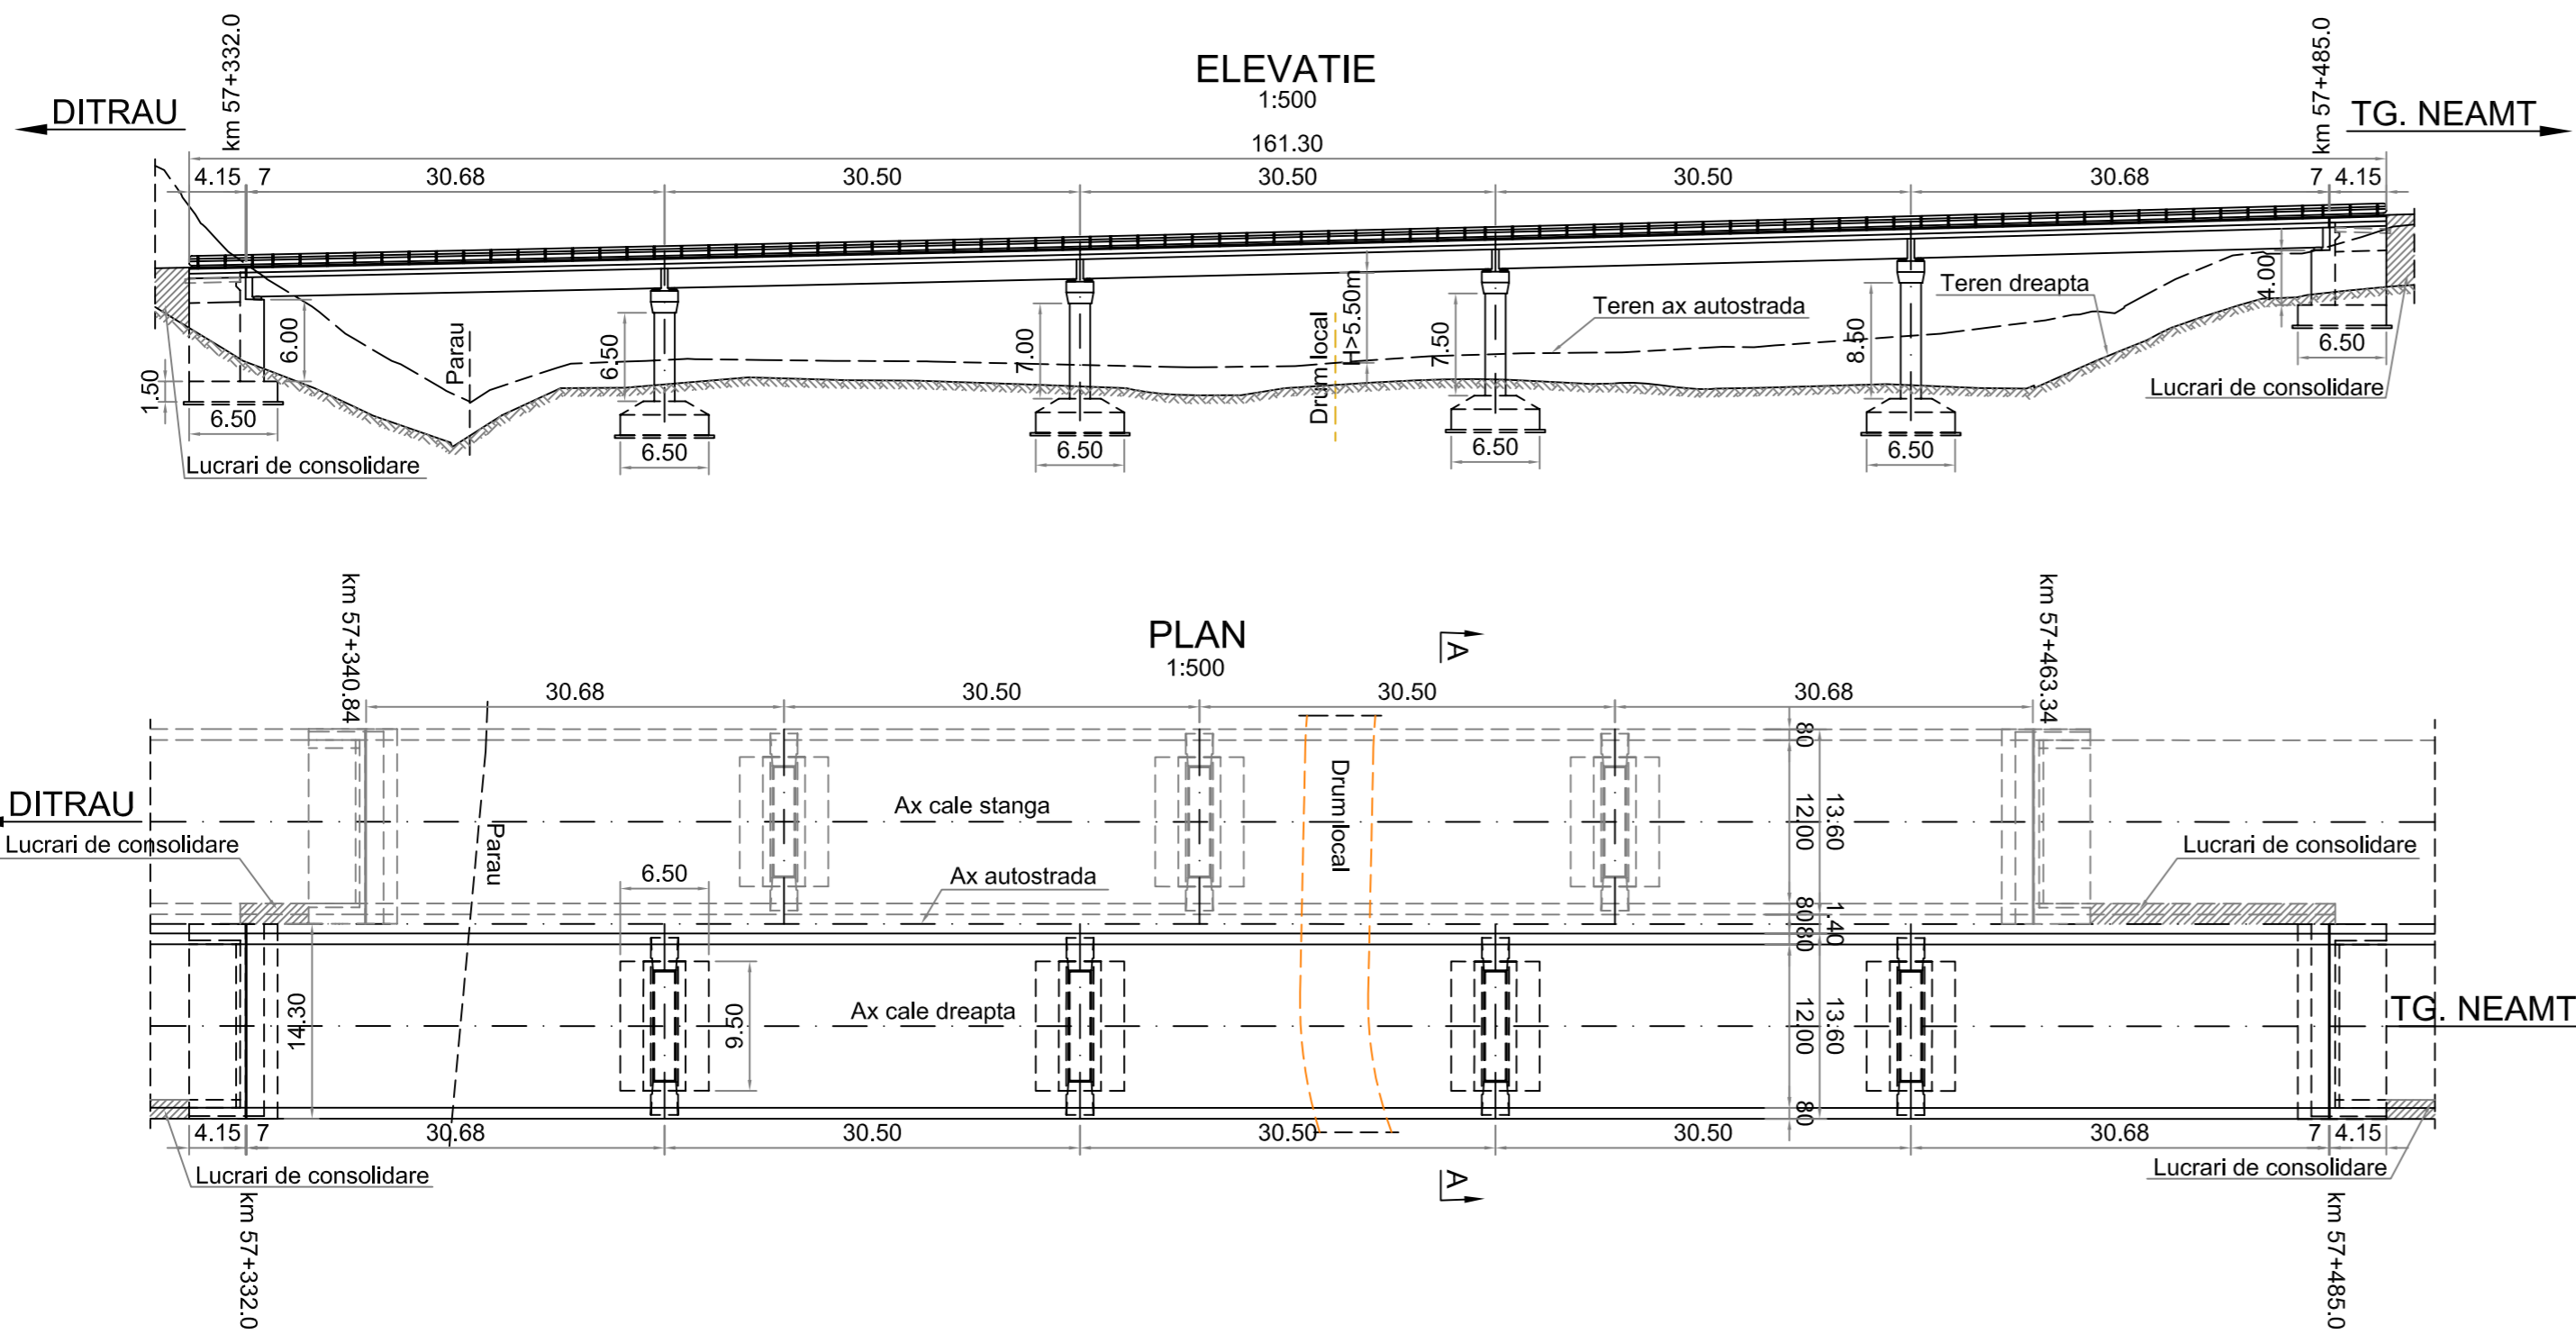 ELEVATIE
1:500
DITRAU
km 57+332.0
km 57+485.0
TG. NEAMT
161.30
4.15 7 30.68 30.50 30.50 30.50 30.68 7 4.15
Parau
Drum local
H>5.50m
Teren ax autostrada
Teren dreapta
1.50
6.00
6.50
7.00
7.50
8.50
4.00
6.50
6.50
6.50
6.50
6.50
6.50
Lucrari de consolidare
Lucrari de consolidare
PLAN
1:500
A
km 57+340.84
km 57+463.34
30.68 30.50 30.50 30.68
DITRAU
Lucrari de consolidare
Parau
Ax cale stanga
Drum local
Ax autostrada
6.50
80
12.00
13.60
80
1.40
80
12.00
13.60
80
Lucrari de consolidare
14.30
9.50
Ax cale dreapta
TG. NEAMT
4.15 7 30.68 30.50 30.50 30.50 30.68 7 4.15
Lucrari de consolidare
A
Lucrari de consolidare
km 57+332.0
km 57+485.0